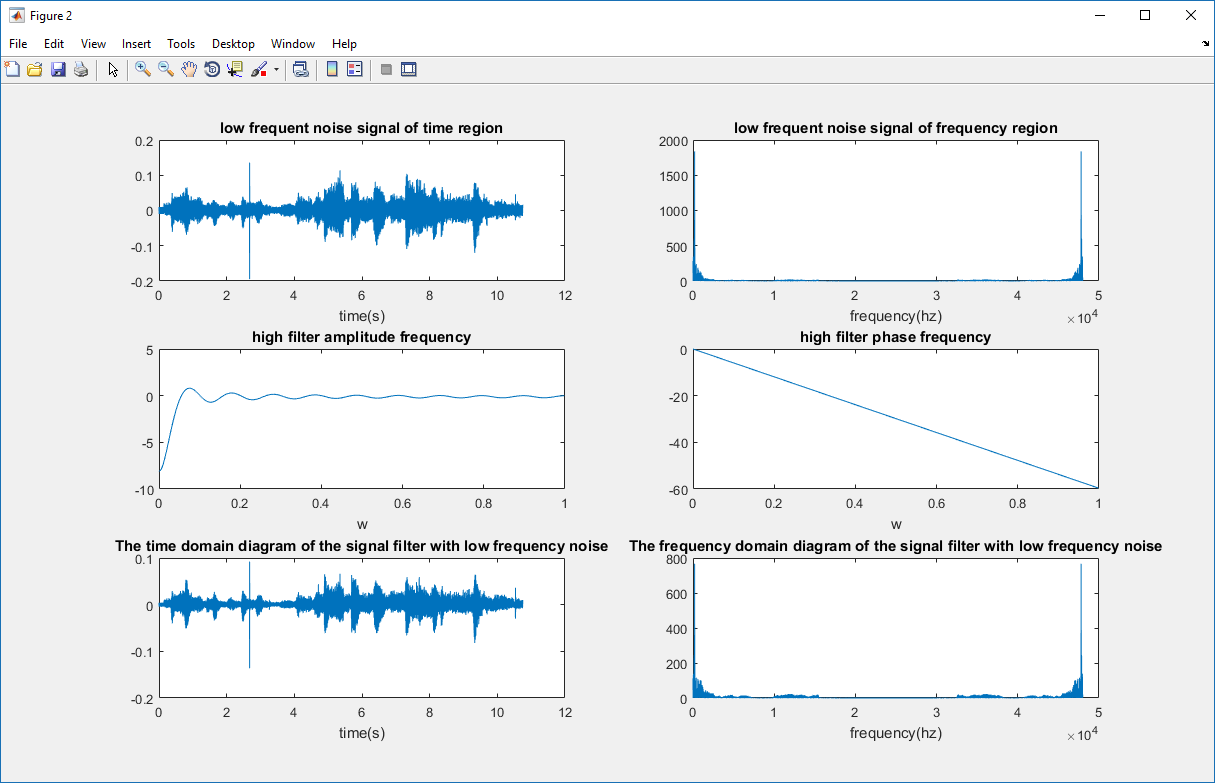 Figure 2
File Edit View Insert Tools Desktop Window Help
low frequent noise signal of time region
0.2
0.1
0
-0.1
-0.2
0 2 4 6 8 10 12
time(s)
low frequent noise signal of frequency region
2000
1500
1000
500
0
0 1 2 3 4 5
frequency(hz)
×10⁴
high filter amplitude frequency
5
0
-5
-10
0 0.2 0.4 0.6 0.8 1
w
high filter phase frequency
0
-20
-40
-60
0 0.2 0.4 0.6 0.8 1
w
The time domain diagram of the signal filter with low frequency noise
0.1
0
-0.1
-0.2
0 2 4 6 8 10 12
time(s)
The frequency domain diagram of the signal filter with low frequency noise
800
600
400
200
0
0 1 2 3 4 5
frequency(hz)
×10⁴